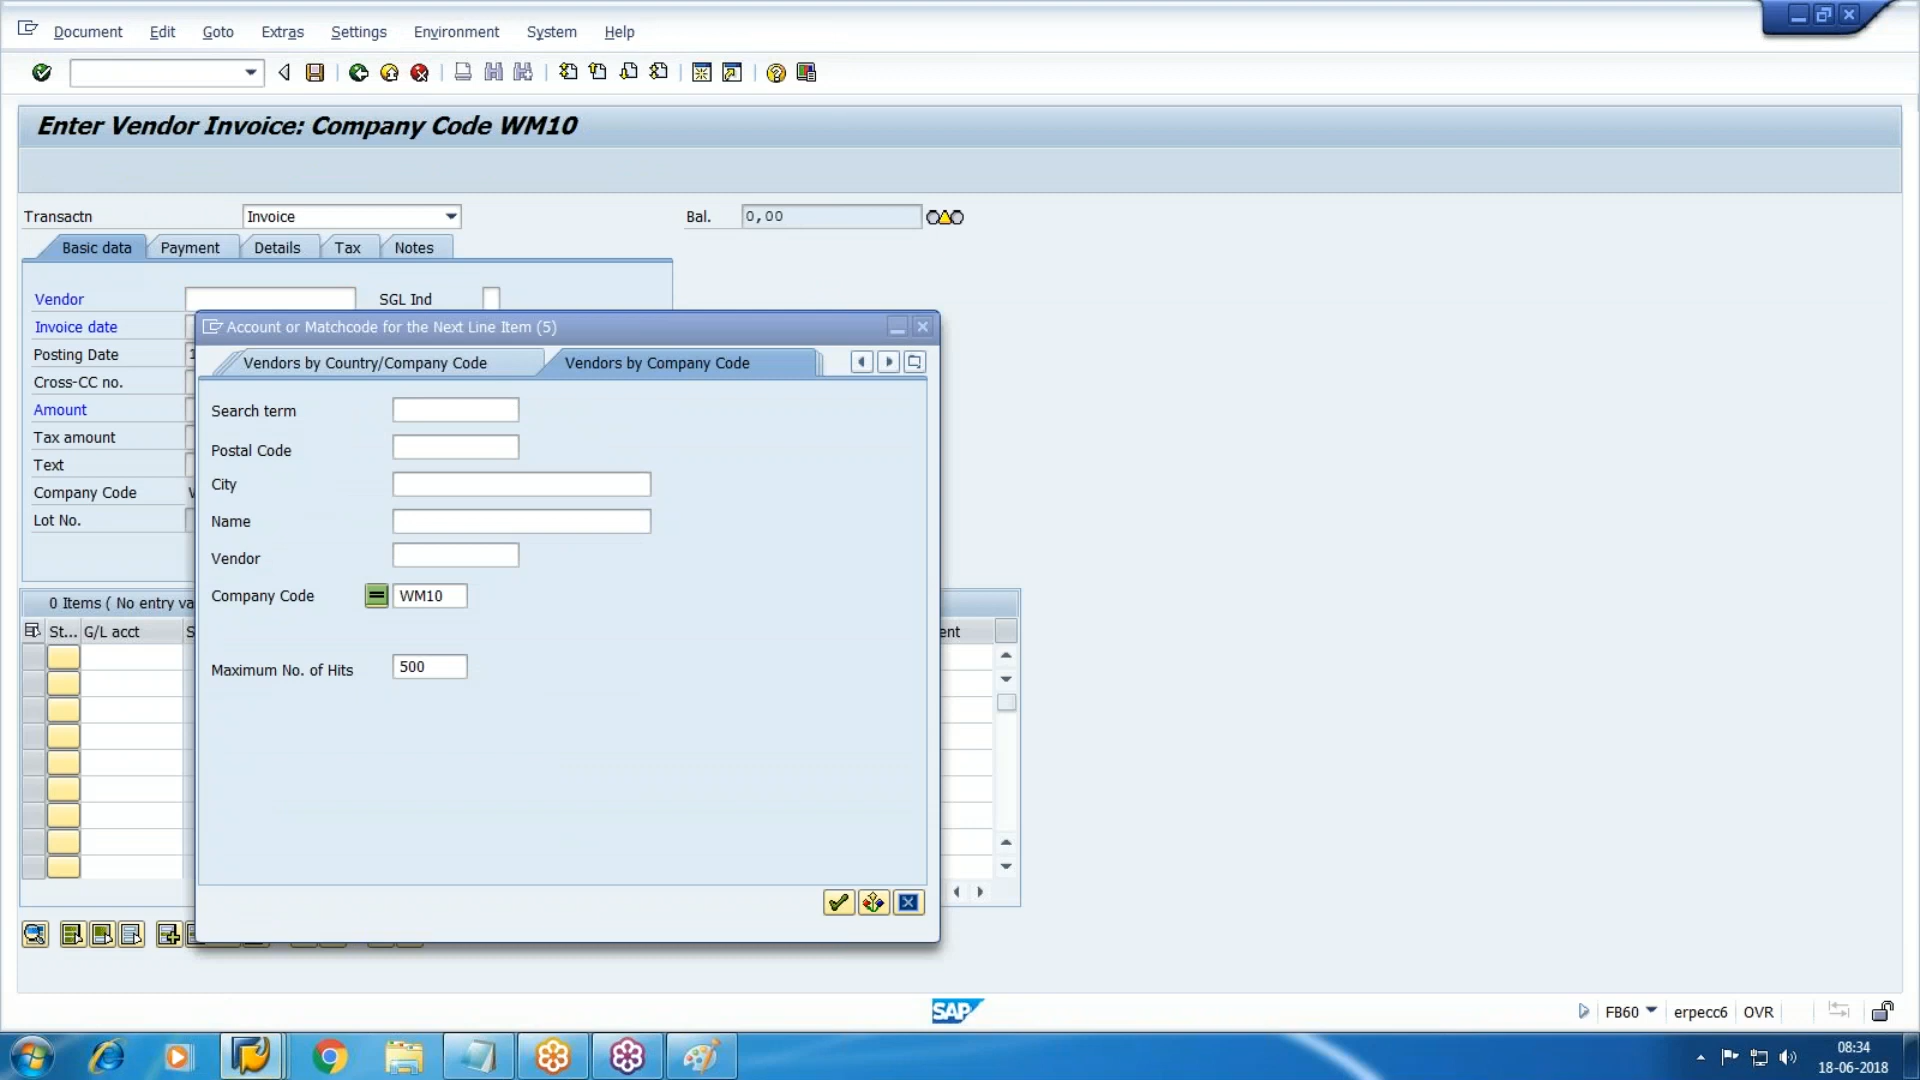 Document Edit Goto Extras Settings Environment System Help
Enter Vendor Invoice: Company Code WM10
Transactn Invoice Bal. 0,00
Basic data Payment Details Tax Notes
Vendor SGL Ind
Invoice date
Posting Date 1
Cross-CC no.
Amount
Tax amount
Text
Company Code
Lot No.
Account or Matchcode for the Next Line Item (5)
Vendors by Country/Company Code Vendors by Company Code
Search term
Postal Code
City
Name
Vendor
Company Code WM10
Maximum No. of Hits 500
0 Items ( No entry va
St... G/L acct S ent
SAP FB60 erpecc6 OVR
08:34
18-06-2018